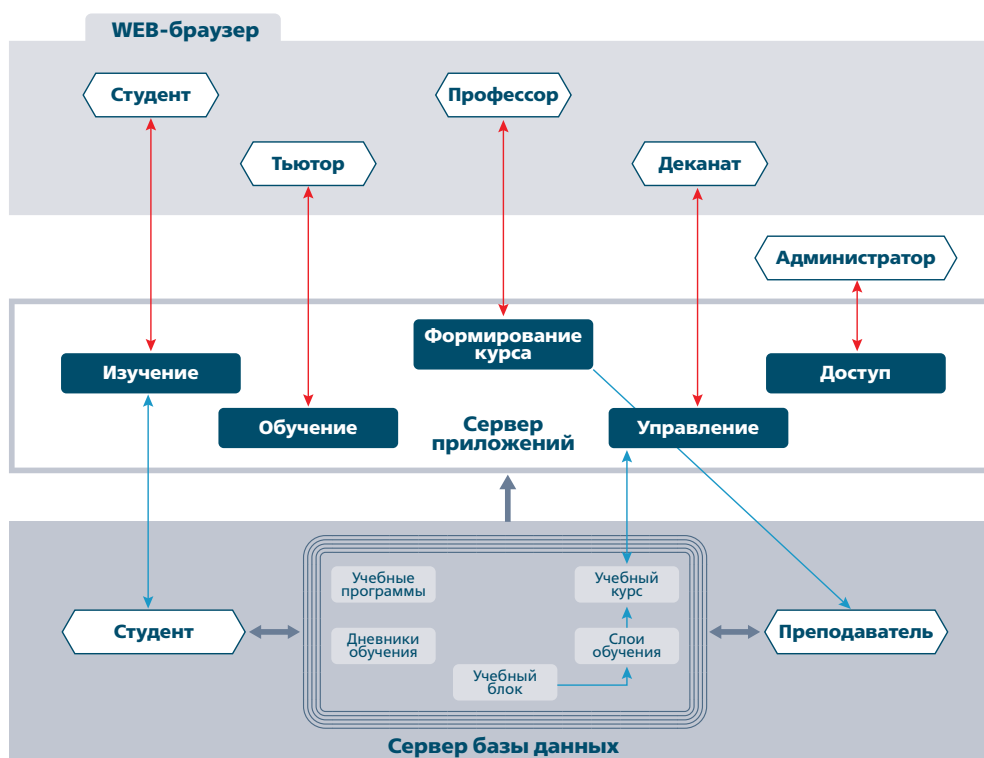 WEB-браузер
Студент
Профессор
Тьютор
Деканат
Администратор
Формирование
курса
Изучение
Доступ
Обучение
Сервер
приложений
Управление
Учебные
программы
Учебный
курс
Студент
Дневники
обучения
Слои
обучения
Преподаватель
Учебный
блок
Сервер базы данных